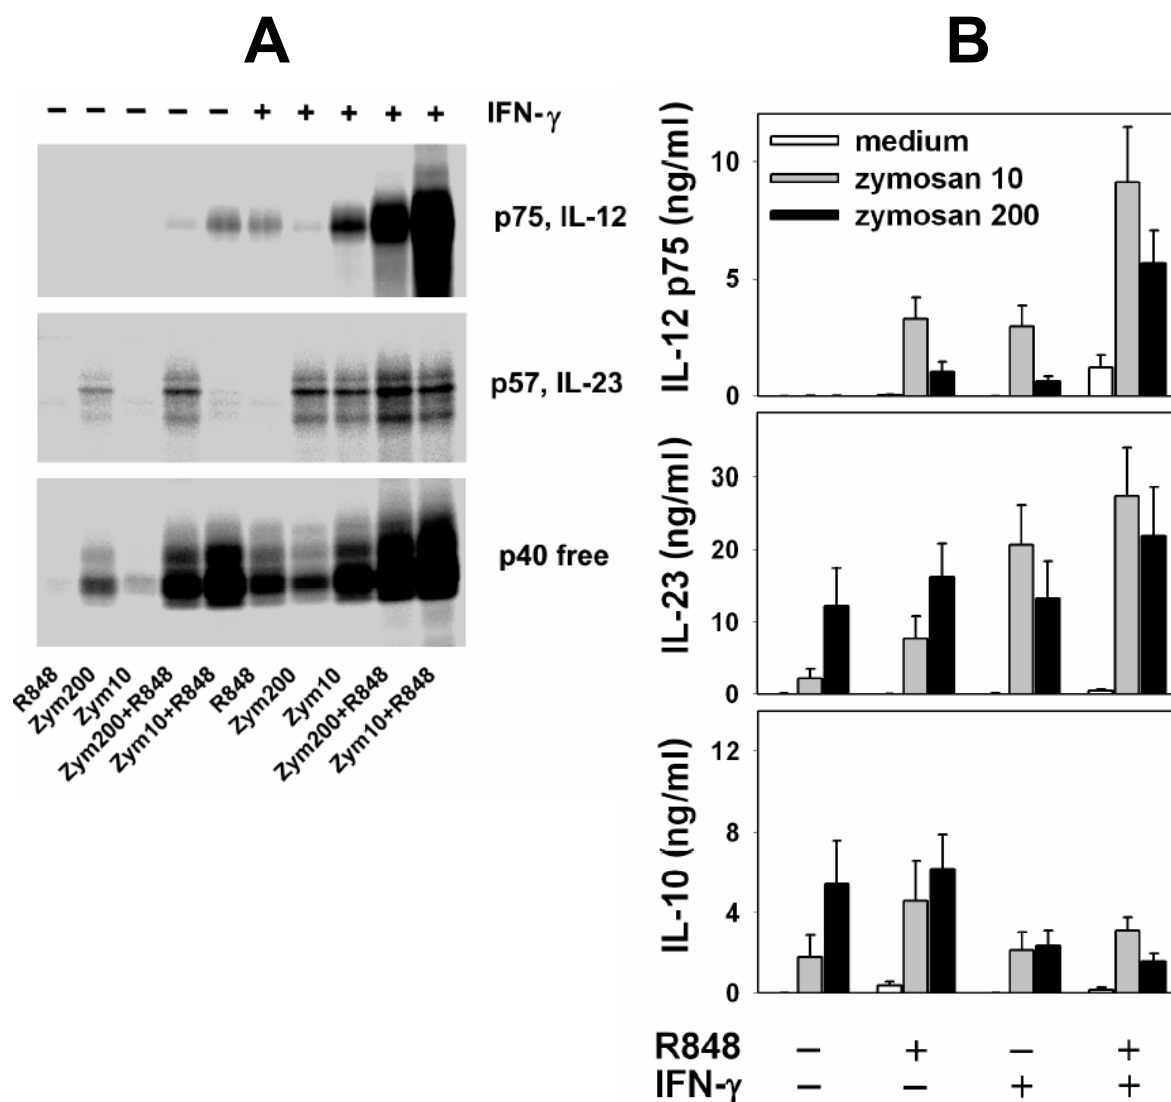 A
− − − − − + + + + + IFN-γ
p75, IL-12
p57, IL-23
p40 free
R848
Zym200
Zym10
Zym200+R848
Zym10+R848
R848
Zym200
Zym10
Zym200+R848
Zym10+R848
B
medium
zymosan 10
zymosan 200
IL-12 p75 (ng/ml)
10
5
0
IL-23 (ng/ml)
30
20
10
0
IL-10 (ng/ml)
12
8
4
0
R848 − + − +
IFN-γ − − + +